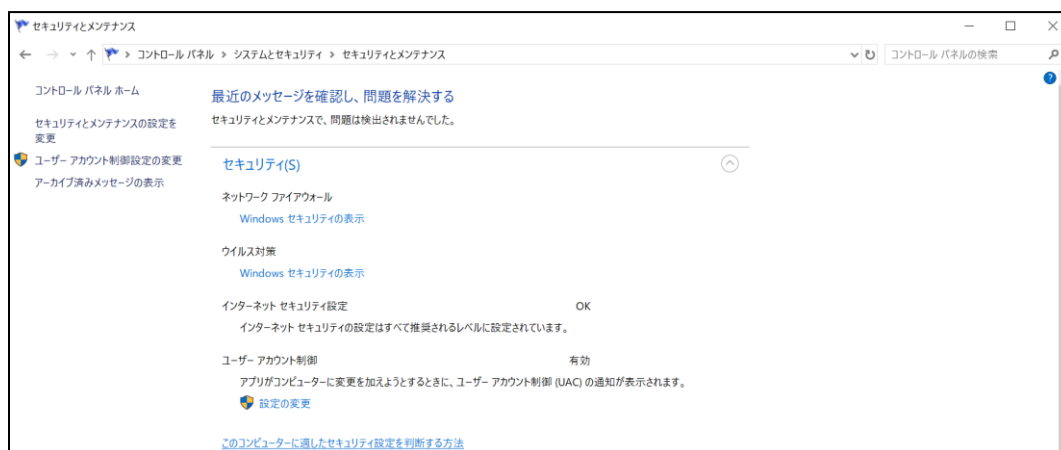 セキュリティとメンテナンス
コントロール パネル › システムとセキュリティ › セキュリティとメンテナンス
コントロール パネルの検索
コントロール パネル ホーム
セキュリティとメンテナンスの設定を
変更
ユーザー アカウント制御設定の変更
アーカイブ済みメッセージの表示
最近のメッセージを確認し、問題を解決する
セキュリティとメンテナンスで、問題は検出されませんでした。
セキュリティ(S)
ネットワーク ファイアウォール
Windows セキュリティの表示
ウイルス対策
Windows セキュリティの表示
インターネット セキュリティ設定 OK
インターネット セキュリティの設定はすべて推奨されるレベルに設定されています。
ユーザー アカウント制御 有効
アプリがコンピューターに変更を加えようとするときに、ユーザー アカウント制御 (UAC) の通知が表示されます。
設定の変更
このコンピューターに適したセキュリティ設定を判断する方法